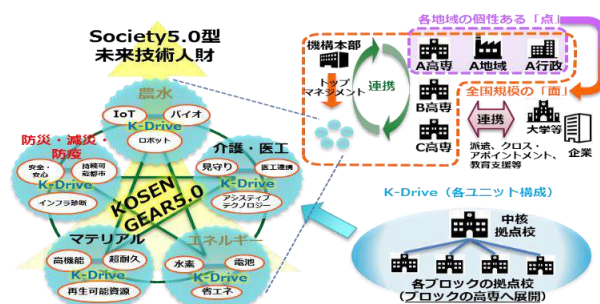 Society5.0型
未来技術人財
農水
IoT
バイオ
K-Drive
ロボット
防災・減災・
防疫
安全・
安心
持続可
能都市
K-Drive
インフラ診断
介護・医工
見守り
医工連携
K-Drive
アシスティブ
テクノロジー
KOSEN
GEAR5.0
マテリアル
高機能
超耐久
K-Drive
再生可能資源
エネルギー
水素
電池
K-Drive
省エネ
各地域の個性ある「点」
機構本部
トップ
マネジメント
連携
A高専
A地域
A行政
B高専
C高専
全国規模の「面」
連携
大学等
企業
派遣、クロス・
アポイントメント、
教育支援等
K-Drive（各ユニット構成）
中核
拠点校
各ブロックの拠点校
(ブロックの高専へ展開)